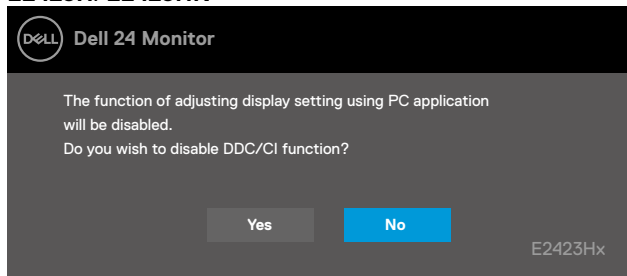 DELL Dell 24 Monitor
The function of adjusting display setting using PC application
will be disabled.
Do you wish to disable DDC/CI function?
Yes No
E2423Hx